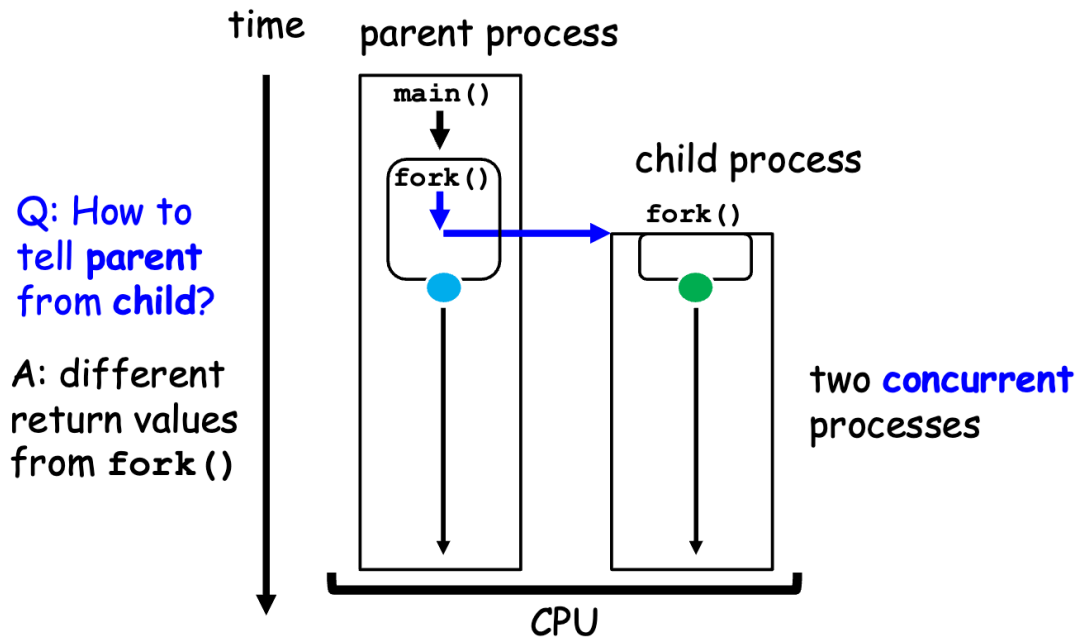 time
parent process
main()
fork()
child process
fork()
Q: How to
tell parent
from child?
A: different
return values
from fork()
two concurrent
processes
CPU